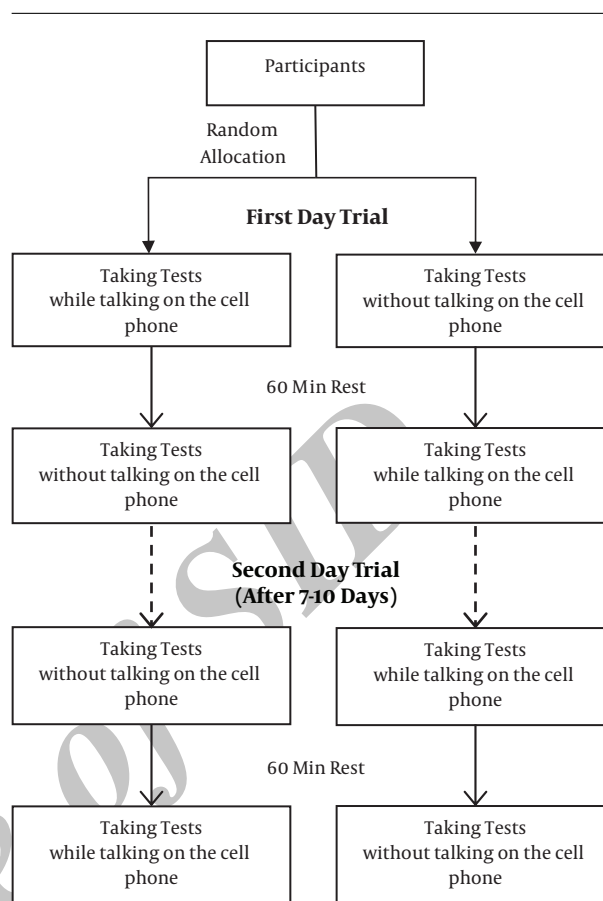 Participants
Random
Allocation
First Day Trial
Taking Tests
while talking on the cell
phone
Taking Tests
without talking on the cell
phone
60 Min Rest
Taking Tests
without talking on the cell
phone
Taking Tests
while talking on the cell
phone
Second Day Trial
(After 7-10 Days)
Taking Tests
without talking on the cell
phone
Taking Tests
while talking on the cell
phone
60 Min Rest
Taking Tests
while talking on the cell
phone
Taking Tests
without talking on the cell
phone
of SID